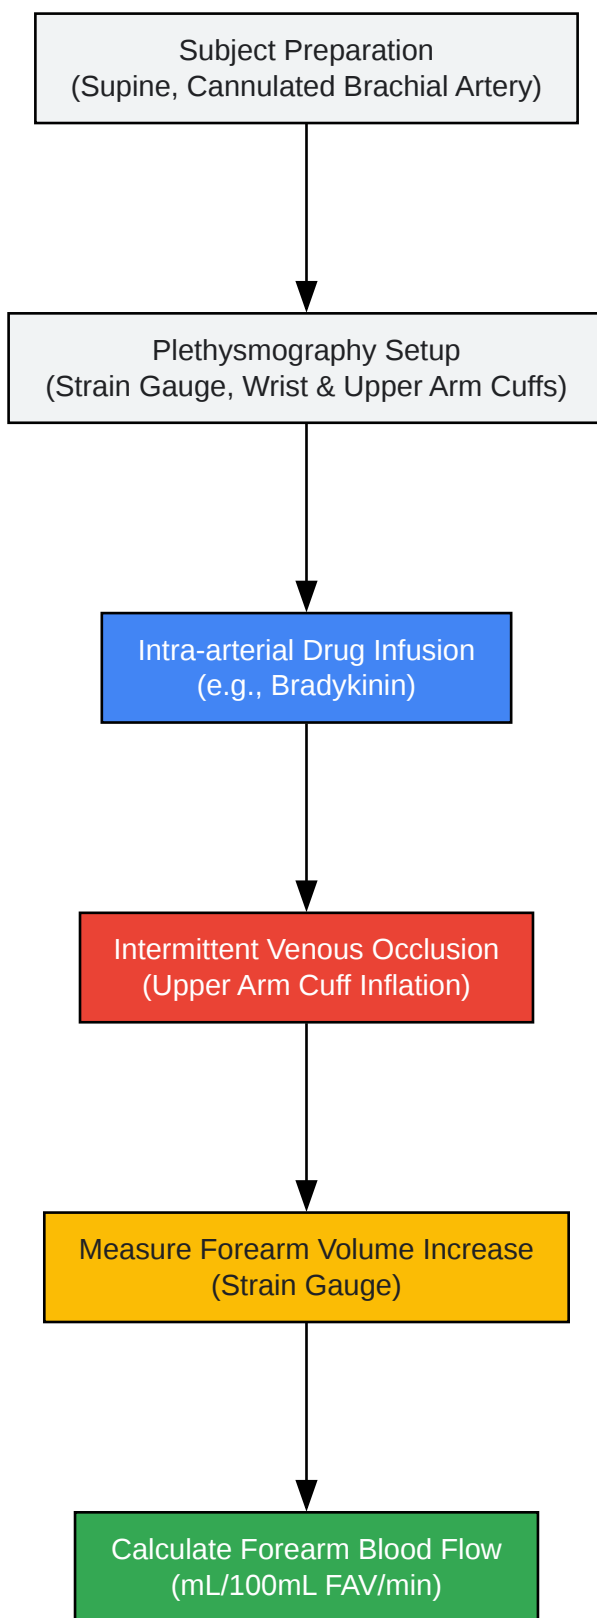 Subject Preparation
(Supine, Cannulated Brachial Artery)
Plethysmography Setup
(Strain Gauge, Wrist & Upper Arm Cuffs)
Intra-arterial Drug Infusion
(e.g., Bradykinin)
Intermittent Venous Occlusion
(Upper Arm Cuff Inflation)
Measure Forearm Volume Increase
(Strain Gauge)
Calculate Forearm Blood Flow
(mL/100mL FAV/min)